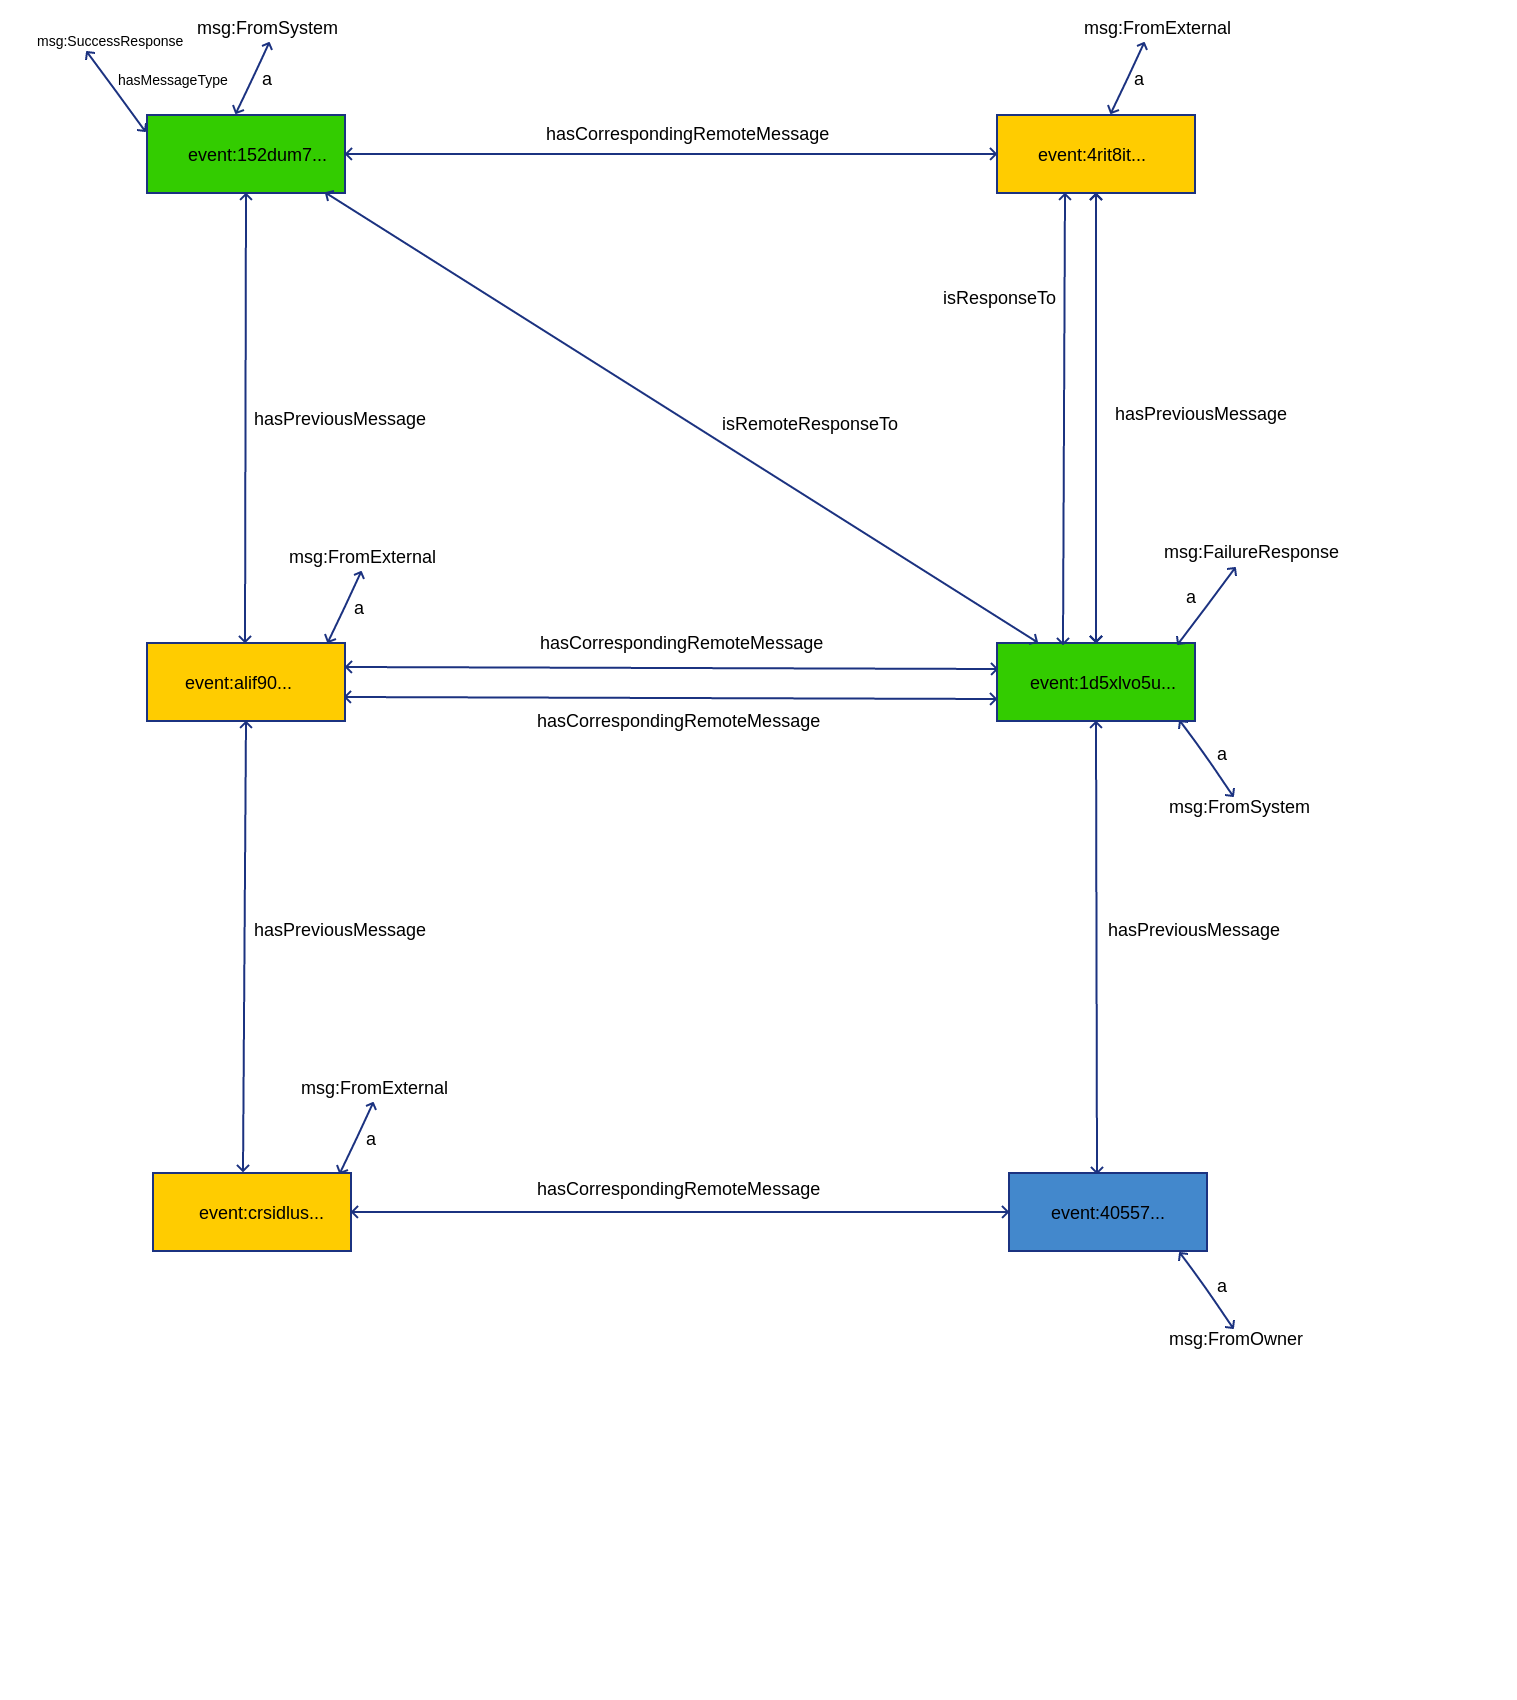 msg:FromSystem
msg:FromExternal
msg:SuccessResponse
hasMessageType
a
a
hasCorrespondingRemoteMessage
event:152dum7...
event:4rit8it...
isResponseTo
hasPreviousMessage
hasPreviousMessage
isRemoteResponseTo
msg:FromExternal
msg:FailureResponse
a
a
hasCorrespondingRemoteMessage
event:alif90...
event:1d5xlvo5u...
hasCorrespondingRemoteMessage
a
msg:FromSystem
hasPreviousMessage
hasPreviousMessage
msg:FromExternal
a
hasCorrespondingRemoteMessage
event:crsidlus...
event:40557...
a
msg:FromOwner